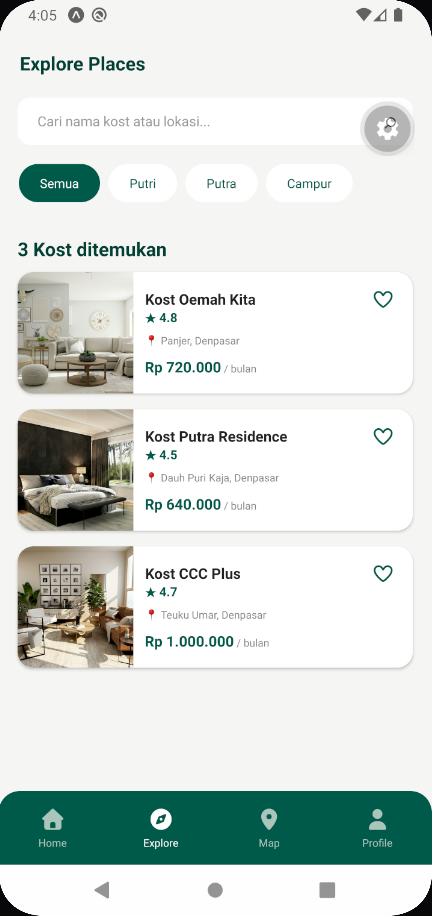 4:05
Explore Places
Cari nama kost atau lokasi...
Semua
Putri
Putra
Campur
3 Kost ditemukan
Kost Oemah Kita
★ 4.8
📍 Panjer, Denpasar
Rp 720.000 / bulan
Kost Putra Residence
★ 4.5
📍 Dauh Puri Kaja, Denpasar
Rp 640.000 / bulan
Kost CCC Plus
★ 4.7
📍 Teuku Umar, Denpasar
Rp 1.000.000 / bulan
Home
Explore
Map
Profile